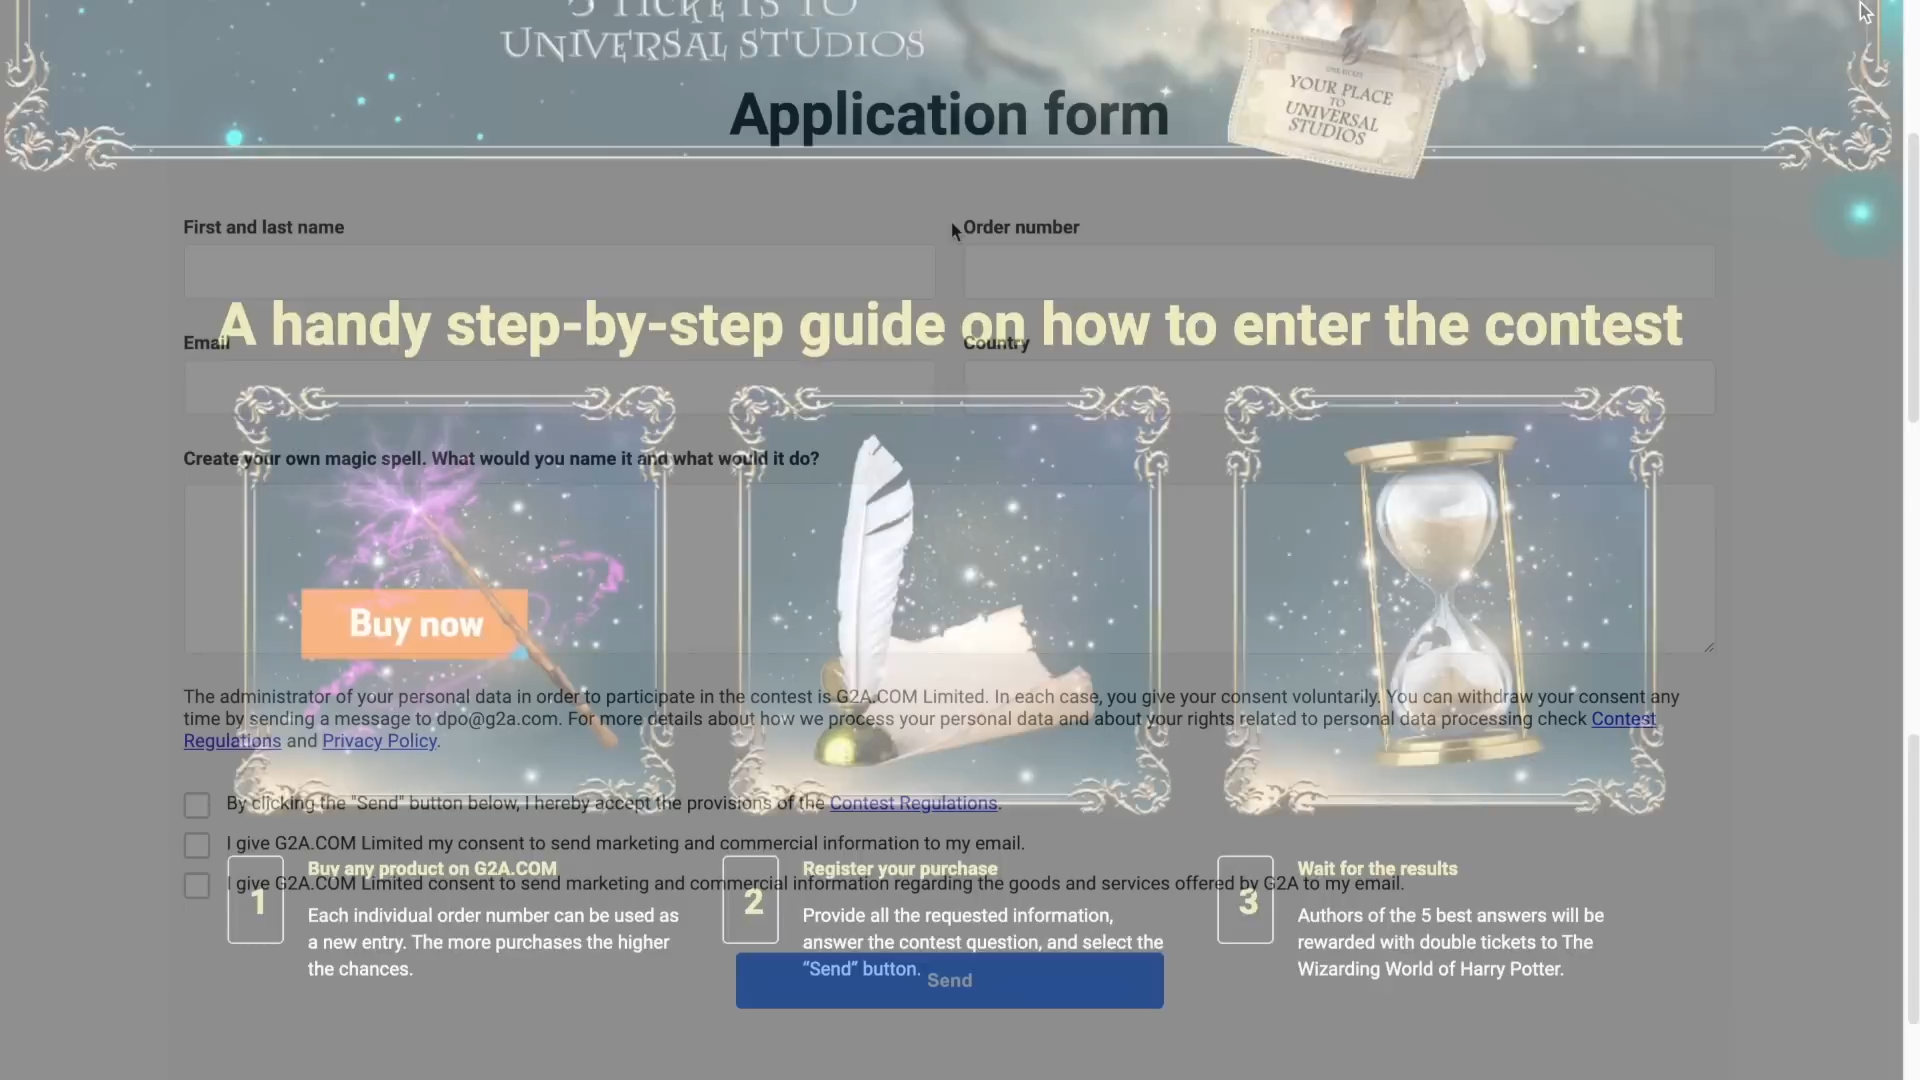 5 TICKETS TO
UNIVERSAL STUDIOS
YOUR PLACE
TO
UNIVERSAL
STUDIOS
Application form
First and last name
Order number
A handy step-by-step guide on how to enter the contest
Email
Country
Create your own magic spell. What would you name it and what would it do?
Buy now
The administrator of your personal data in order to participate in the contest is G2A.COM Limited. In each case, you give your consent voluntarily. You can withdraw your consent any
time by sending a message to dpo@g2a.com. For more details about how we process your personal data and about your rights related to personal data processing check Contest
Regulations and Privacy Policy.
By clicking the "Send" button below, I hereby accept the provisions of the Contest Regulations.
I give G2A.COM Limited my consent to send marketing and commercial information to my email.
I give G2A.COM Limited consent to send marketing and commercial information regarding the goods and services offered by G2A to my email.
1
Buy any product on G2A.COM
Each individual order number can be used as
a new entry. The more purchases the higher
the chances.
2
Register your purchase
Provide all the requested information,
answer the contest question, and select the
“Send” button.
3
Wait for the results
Authors of the 5 best answers will be
rewarded with double tickets to The
Wizarding World of Harry Potter.
Send